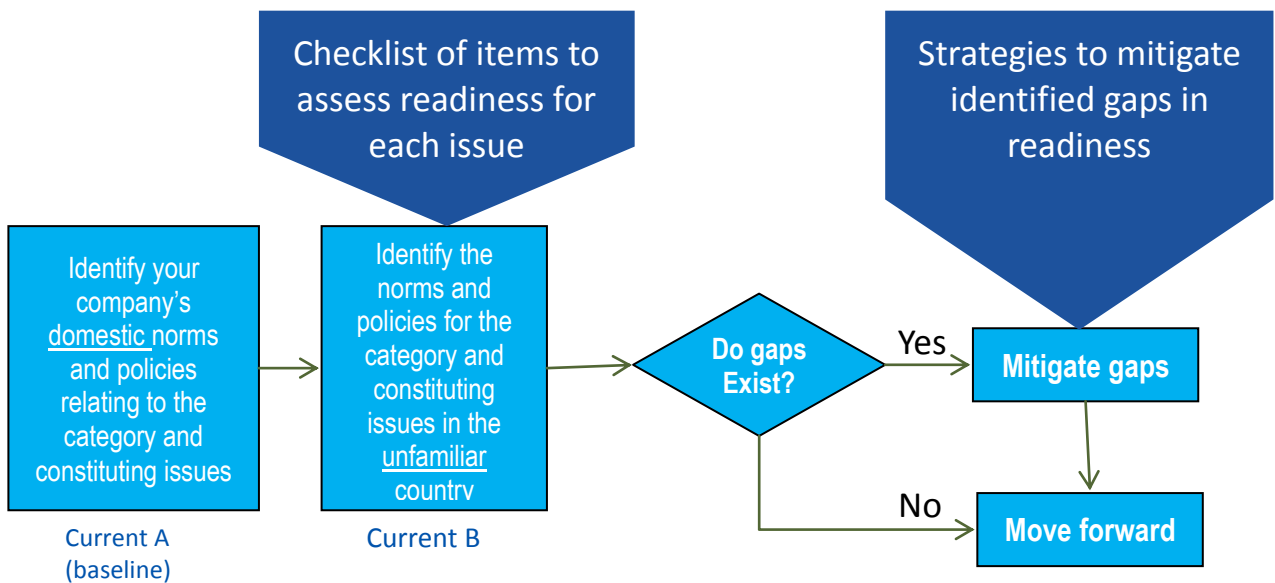 Checklist of items to
assess readiness for
each issue
Strategies to mitigate
identified gaps in
readiness
Identify your
company's
domestic norms
and policies
relating to the
category and
constituting issues
Current A
(baseline)
Identify the
norms and
policies for the
category and
constituting
issues in the
unfamiliar
country
Current B
Do gaps
Exist?
Yes
Mitigate gaps
No
Move forward